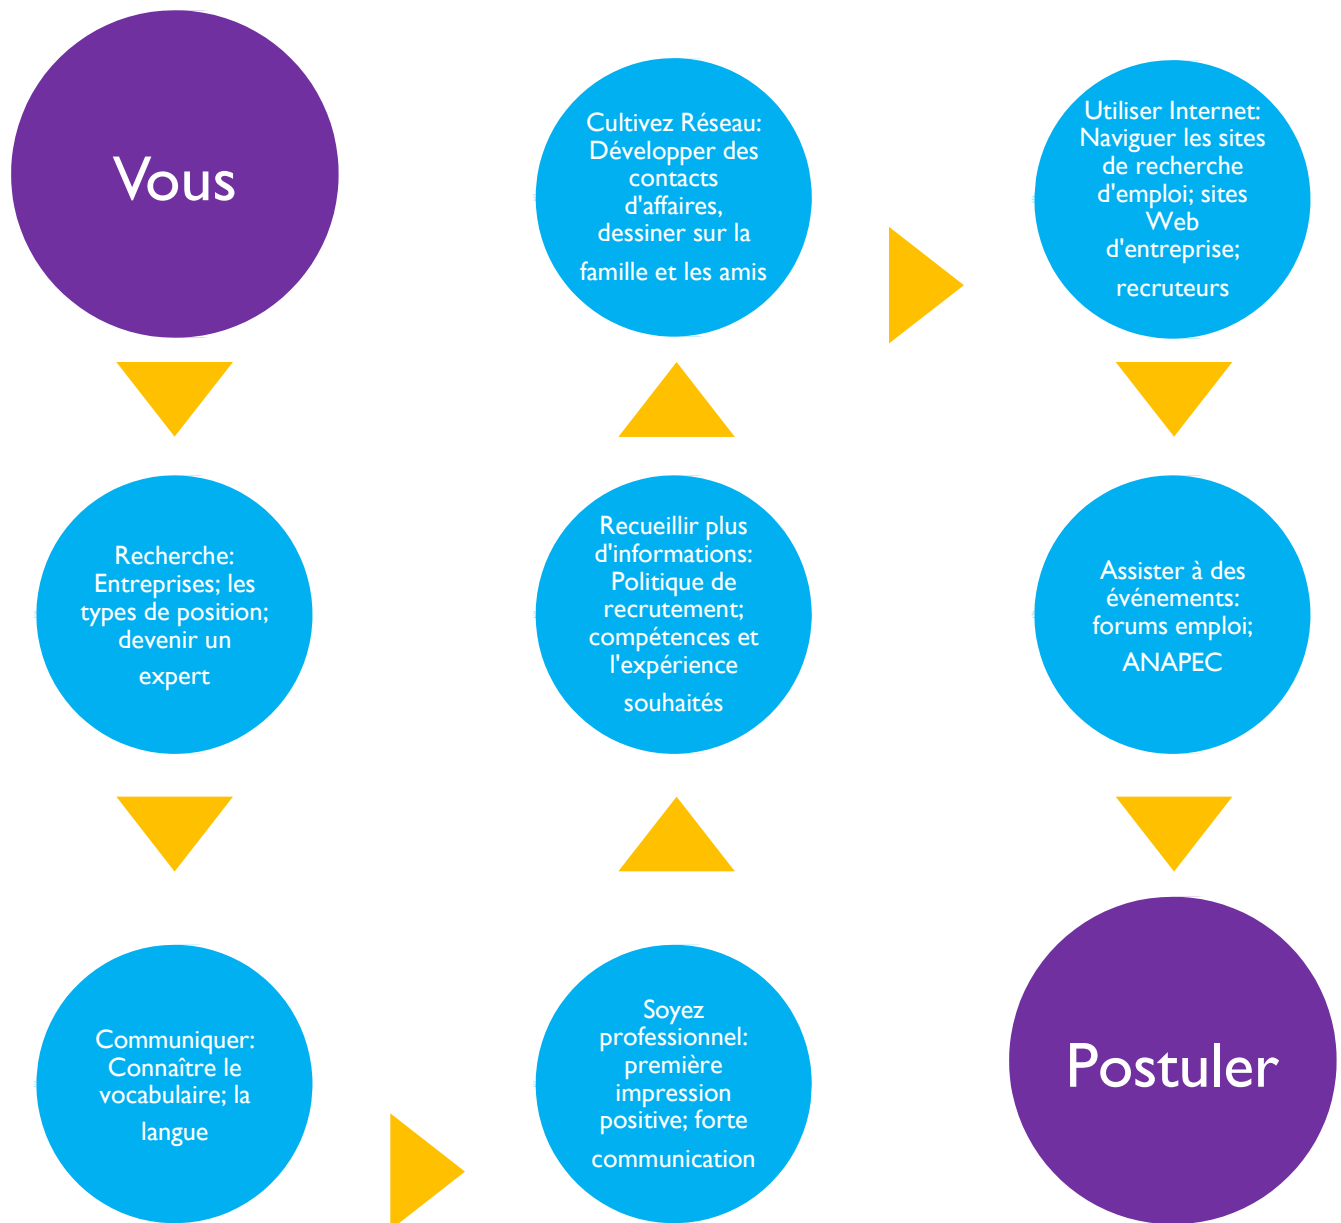 Vous
Recherche:
Entreprises; les
types de position;
devenir un
expert
Communiquer:
Connaître le
vocabulaire; la
langue
Soyez
professionnel:
première
impression
positive; forte
communication
Recueillir plus
d'informations:
Politique de
recrutement;
compétences et
l'expérience
souhaités
Cultivez Réseau:
Développer des
contacts
d'affaires,
dessiner sur la
famille et les amis
Utiliser Internet:
Naviguer les sites
de recherche
d'emploi; sites
Web
d'entreprise;
recruteurs
Assister à des
événements:
forums emploi;
ANAPEC
Postuler